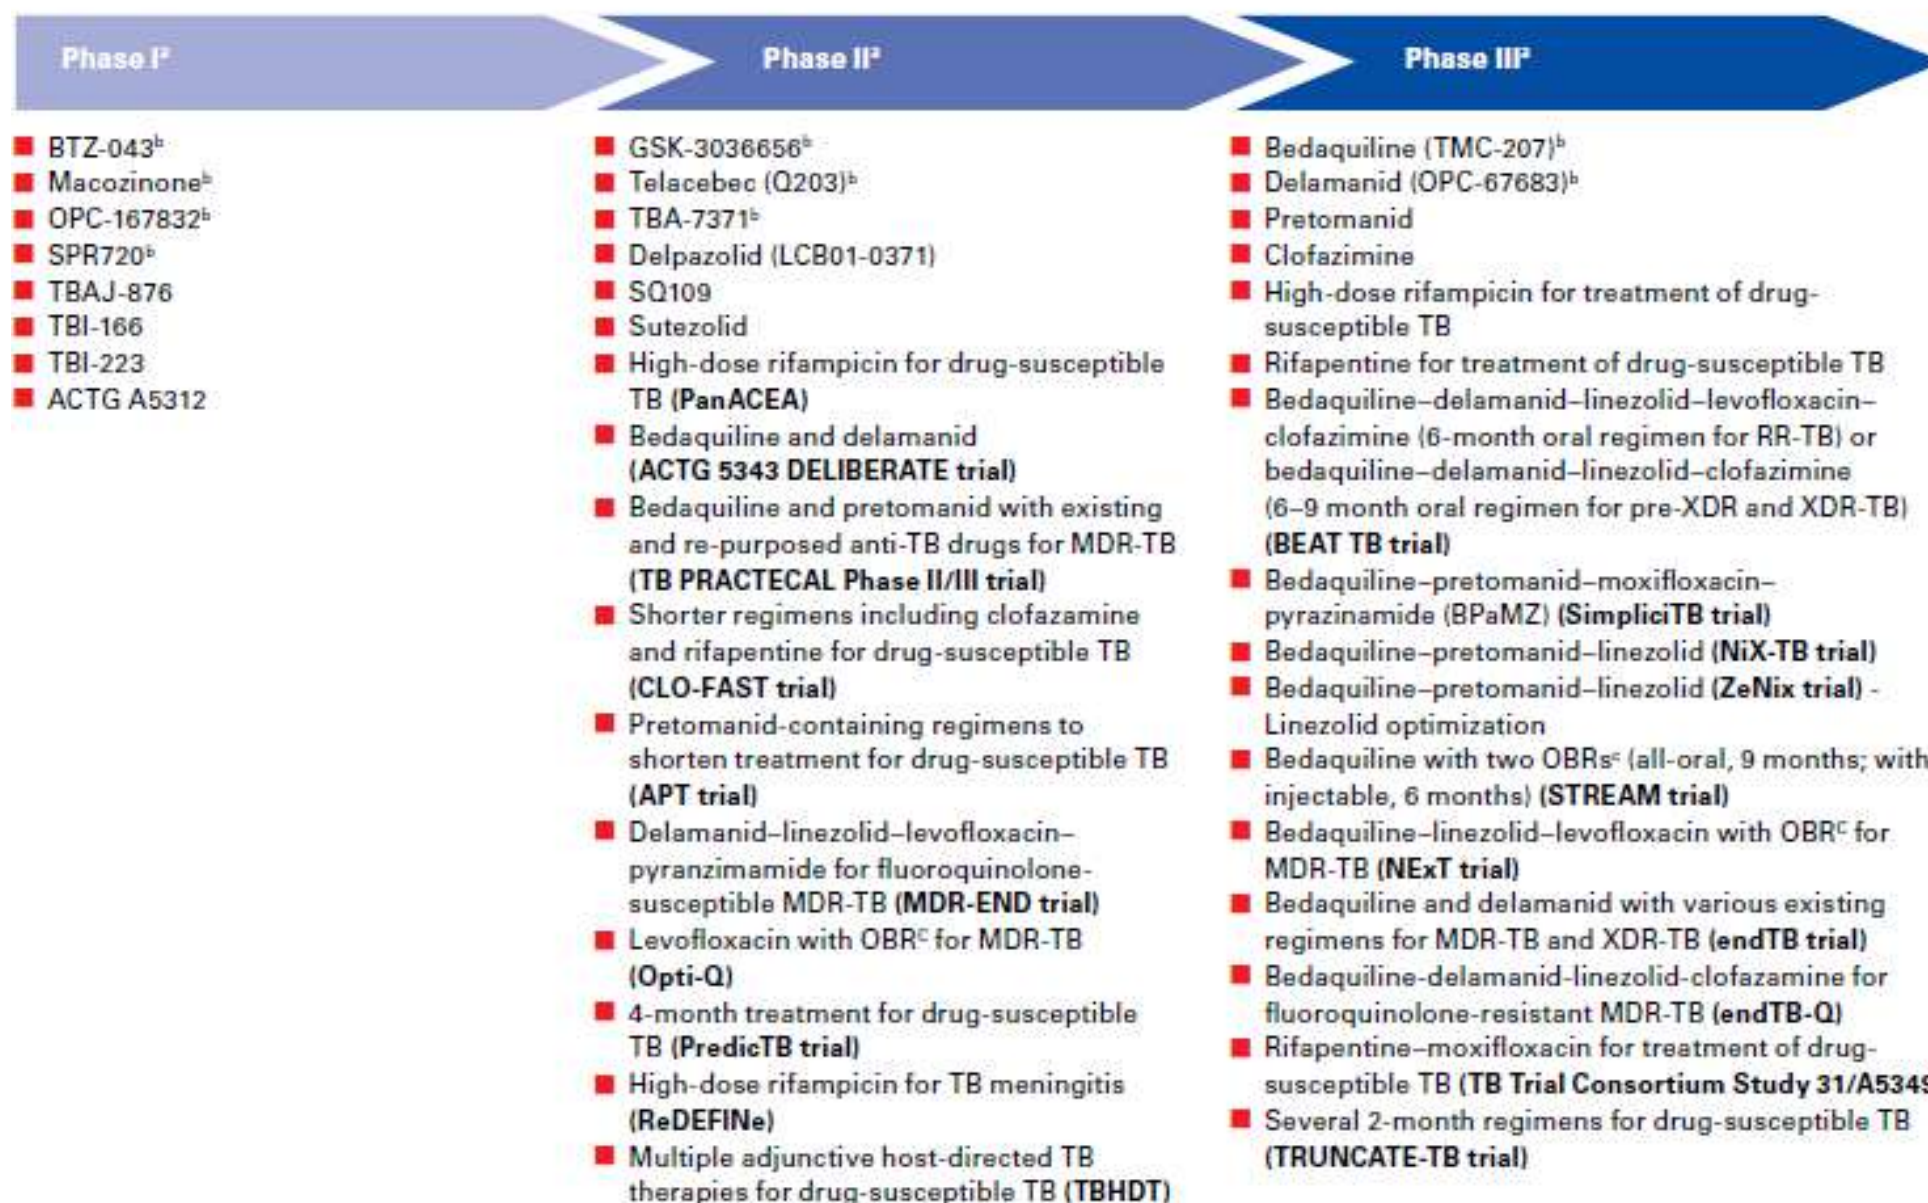 Phase Iª
Phase IIª
Phase IIIª
BTZ-043ᵇ
Macozinoneᵇ
OPC-167832ᵇ
SPR720ᵇ
TBAJ-876
TBI-166
TBI-223
ACTG A5312
GSK-3036656ᵇ
Telacebec (Q203)ᵇ
TBA-7371ᵇ
Delpazolid (LCB01-0371)
SQ109
Sutezolid
High-dose rifampicin for drug-susceptible
TB (PanACEA)
Bedaquiline and delamanid
(ACTG 5343 DELIBERATE trial)
Bedaquiline and pretomanid with existing
and re-purposed anti-TB drugs for MDR-TB
(TB PRACTECAL Phase II/III trial)
Shorter regimens including clofazamine
and rifapentine for drug-susceptible TB
(CLO-FAST trial)
Pretomanid-containing regimens to
shorten treatment for drug-susceptible TB
(APT trial)
Delamanid–linezolid–levofloxacin–
pyranzimamide for fluoroquinolone-
susceptible MDR-TB (MDR-END trial)
Levofloxacin with OBRᶜ for MDR-TB
(Opti-Q)
4-month treatment for drug-susceptible
TB (PredicTB trial)
High-dose rifampicin for TB meningitis
(ReDEFINe)
Multiple adjunctive host-directed TB
therapies for drug-susceptible TB (TBHDT)
Bedaquiline (TMC-207)ᵇ
Delamanid (OPC-67683)ᵇ
Pretomanid
Clofazimine
High-dose rifampicin for treatment of drug-
susceptible TB
Rifapentine for treatment of drug-susceptible TB
Bedaquiline–delamanid–linezolid–levofloxacin–
clofazimine (6-month oral regimen for RR-TB) or
bedaquiline–delamanid–linezolid–clofazimine
(6–9 month oral regimen for pre-XDR and XDR-TB)
(BEAT TB trial)
Bedaquiline–pretomanid–moxifloxacin–
pyrazinamide (BPaMZ) (SimpliciTB trial)
Bedaquiline–pretomanid–linezolid (NiX-TB trial)
Bedaquiline–pretomanid–linezolid (ZeNix trial) -
Linezolid optimization
Bedaquiline with two OBRsᶜ (all-oral, 9 months; with
injectable, 6 months) (STREAM trial)
Bedaquiline–linezolid–levofloxacin with OBRᶜ for
MDR-TB (NExT trial)
Bedaquiline and delamanid with various existing
regimens for MDR-TB and XDR-TB (endTB trial)
Bedaquiline-delamanid-linezolid-clofazamine for
fluoroquinolone-resistant MDR-TB (endTB-Q)
Rifapentine–moxifloxacin for treatment of drug-
susceptible TB (TB Trial Consortium Study 31/A5349
Several 2-month regimens for drug-susceptible TB
(TRUNCATE-TB trial)